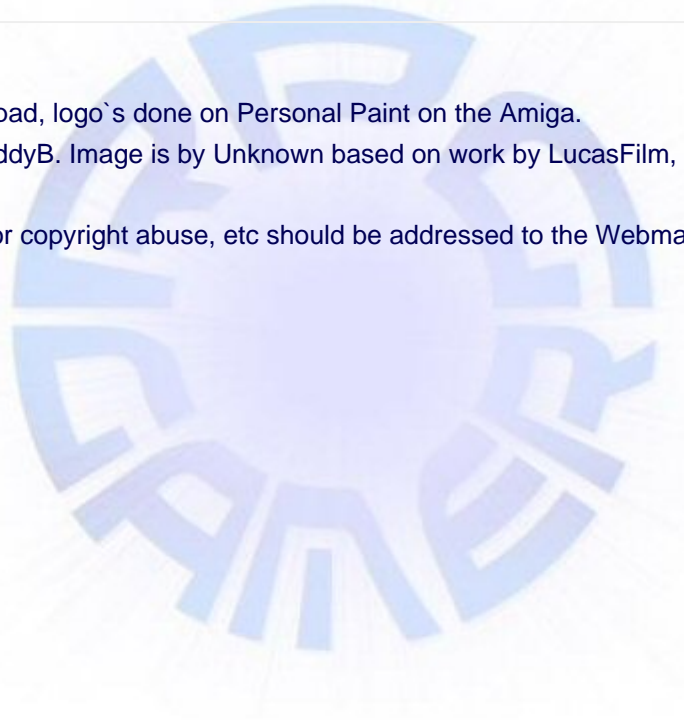 oad, logo`s done on Personal Paint on the Amiga.
ddyB. Image is by Unknown based on work by LucasFilm,
or copyright abuse, etc should be addressed to the Webma